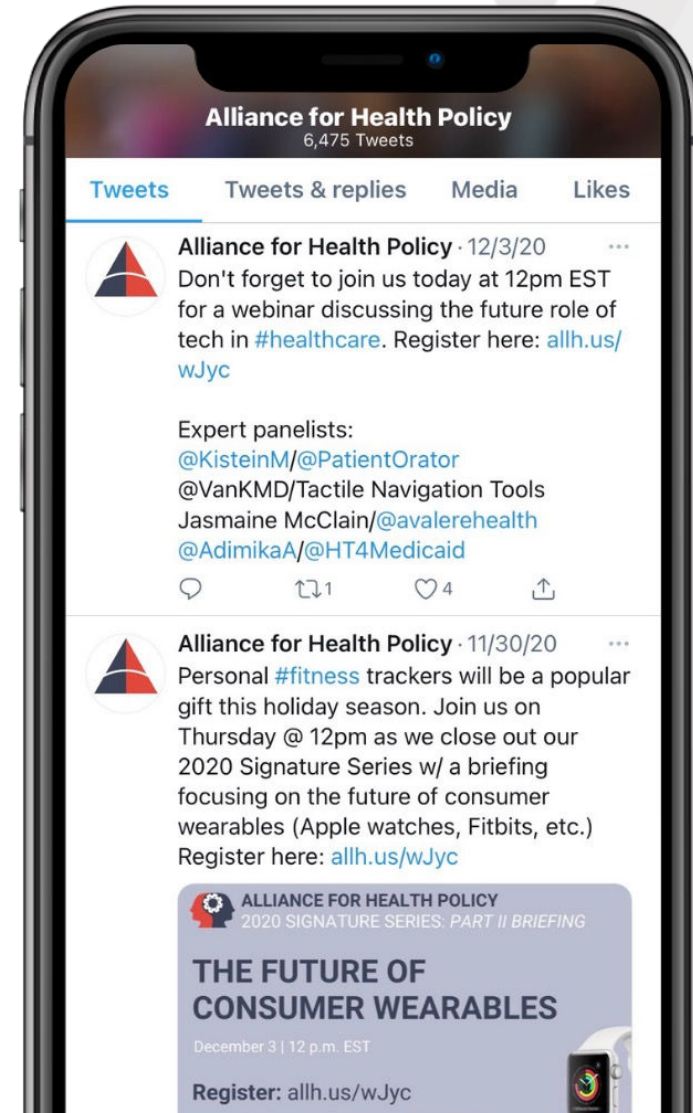 Alliance for Health Policy
6,475 Tweets
Tweets Tweets & replies Media Likes
Alliance for Health Policy · 12/3/20
Don't forget to join us today at 12pm EST
for a webinar discussing the future role of
tech in #healthcare. Register here: allh.us/
wJyc
Expert panelists:
@KisteinM/@PatientOrator
@VanKMD/Tactile Navigation Tools
Jasmaine McClain/@avalerehealth
@AdimikaA/@HT4Medicaid
1 4
Alliance for Health Policy · 11/30/20
Personal #fitness trackers will be a popular
gift this holiday season. Join us on
Thursday @ 12pm as we close out our
2020 Signature Series w/ a briefing
focusing on the future of consumer
wearables (Apple watches, Fitbits, etc.)
Register here: allh.us/wJyc
ALLIANCE FOR HEALTH POLICY
2020 SIGNATURE SERIES: PART II BRIEFING
THE FUTURE OF
CONSUMER WEARABLES
December 3 | 12 p.m. EST
Register: allh.us/wJyc